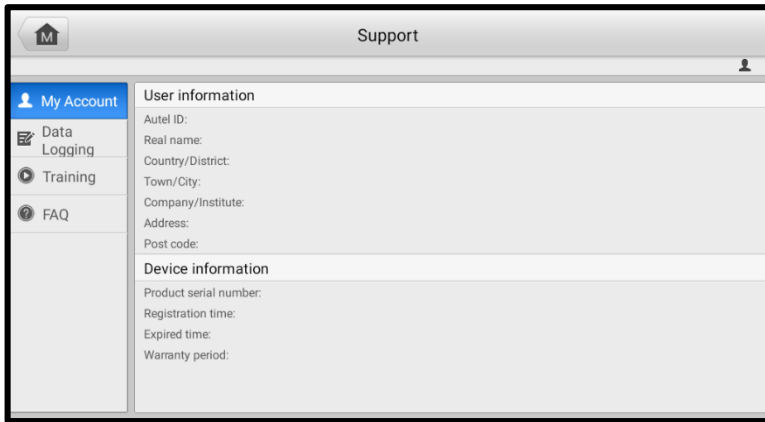 M
Support
My Account
Data
Logging
Training
FAQ
User information
Autel ID:
Real name:
Country/District:
Town/City:
Company/Institute:
Address:
Post code:
Device information
Product serial number:
Registration time:
Expired time:
Warranty period: